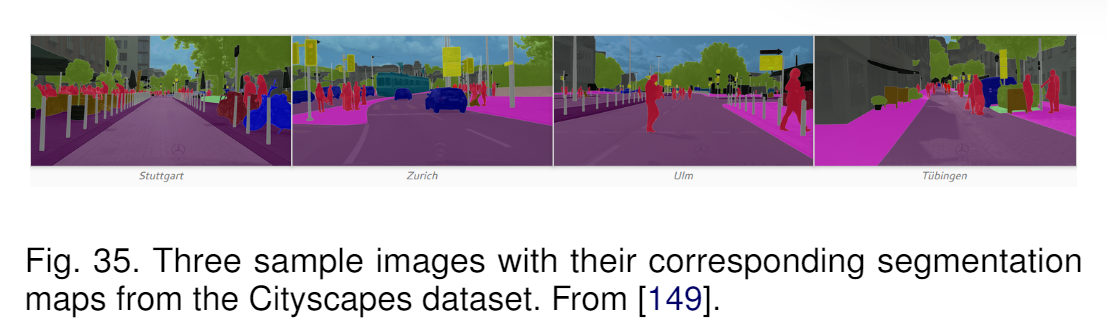 Stuttgart
Zurich
Ulm
Tübingen
Fig. 35. Three sample images with their corresponding segmentation
maps from the Cityscapes dataset. From [149].